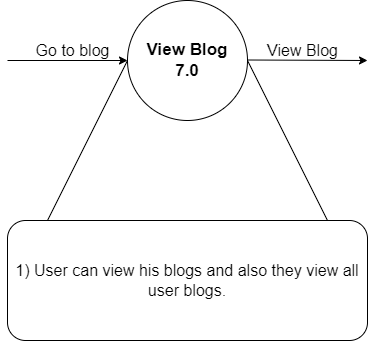 Go to blog
View Blog
7.0
View Blog
1) User can view his blogs and also they view all
user blogs.